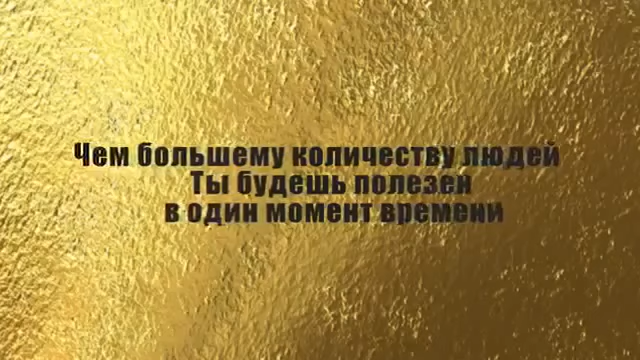 Чем большему количеству людей
Ты будешь полезен
в один момент времени